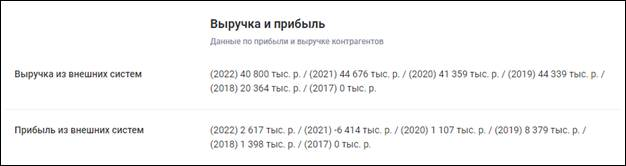 Выручка и прибыль
Данные по прибыли и выручке контрагентов
Выручка из внешних систем
(2022) 40 800 тыс. р. / (2021) 44 676 тыс. р. / (2020) 41 359 тыс. р. / (2019) 44 339 тыс. р. /
(2018) 20 364 тыс. р. / (2017) 0 тыс. р.
Прибыль из внешних систем
(2022) 2 617 тыс. р. / (2021) -6 414 тыс. р. / (2020) 1 107 тыс. р. / (2019) 8 379 тыс. р. /
(2018) 1 398 тыс. р. / (2017) 0 тыс. р.